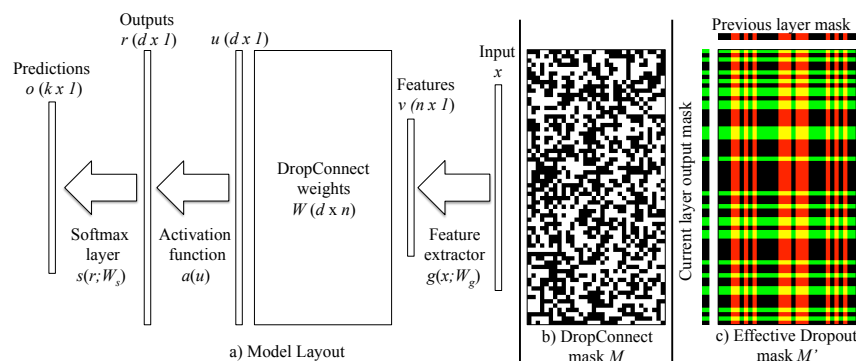 Outputs
r (d x 1)
u (d x 1)
Predictions
o (k x 1)
Features
v (n x 1)
Input
x
DropConnect
weights
W (d x n)
Softmax
layer
s(r;Ws)
Activation
function
a(u)
Feature
extractor
g(x;Wg)
a) Model Layout
b) DropConnect
mask M
Previous layer mask
Current layer output mask
c) Effective Dropout
mask M’